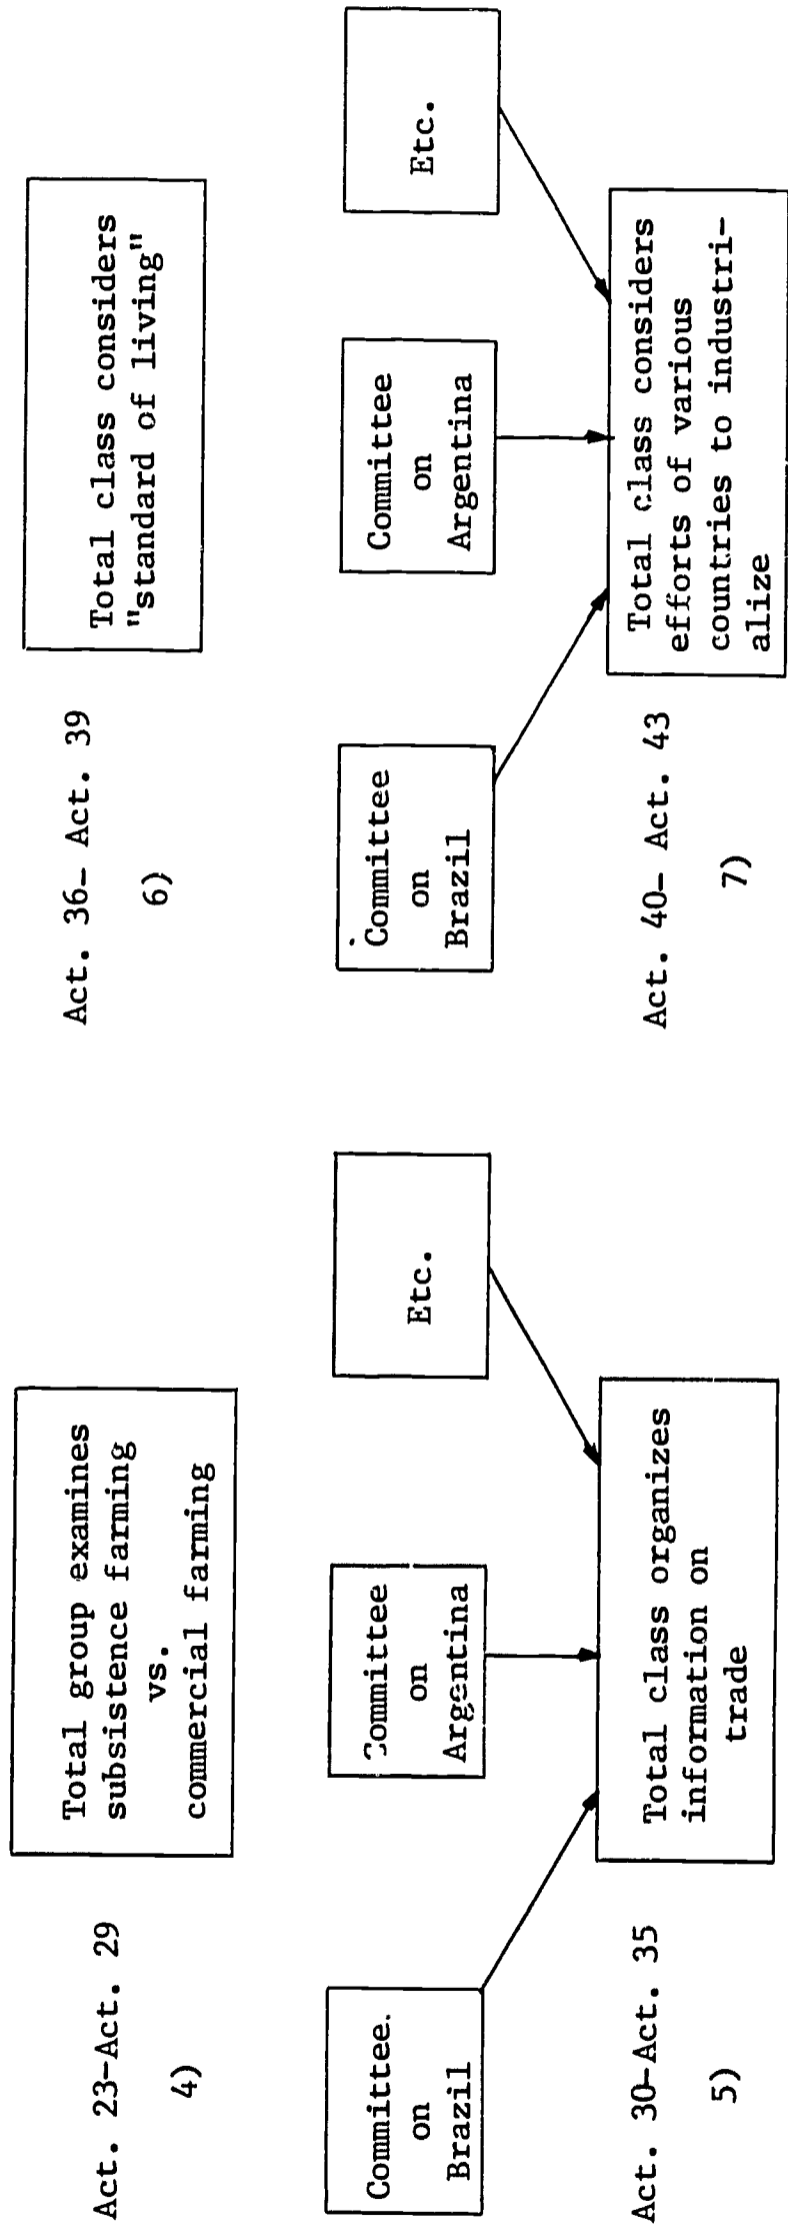 Act. 23-Act. 29
4)
Total group examines
subsistence farming
vs.
commercial farming
Committee
on
Brazil
Committee
on
Argentina
Etc.
Act. 30-Act. 35
5)
Total class organizes
information on
trade
Act. 36- Act. 39
6)
Total class considers
"standard of living"
Committee
on
Brazil
Committee
on
Argentina
Etc.
Act. 40- Act. 43
7)
Total class considers
efforts of various
countries to industri-
alize